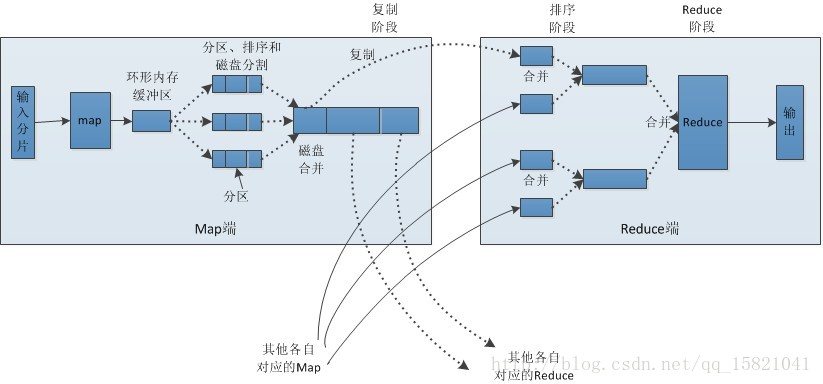 复制
阶段
排序
阶段
Reduce
阶段
分区、排序和
磁盘分割
复制
环形内存
缓冲区
输
入
分
片
map
磁盘
合并
分区
Map端
合并
合并
合并
Reduce
输
出
Reduce端
其他各自
对应的Map
其他各自
对应的Reduce
http://blog.csdn.net/qq_15821041